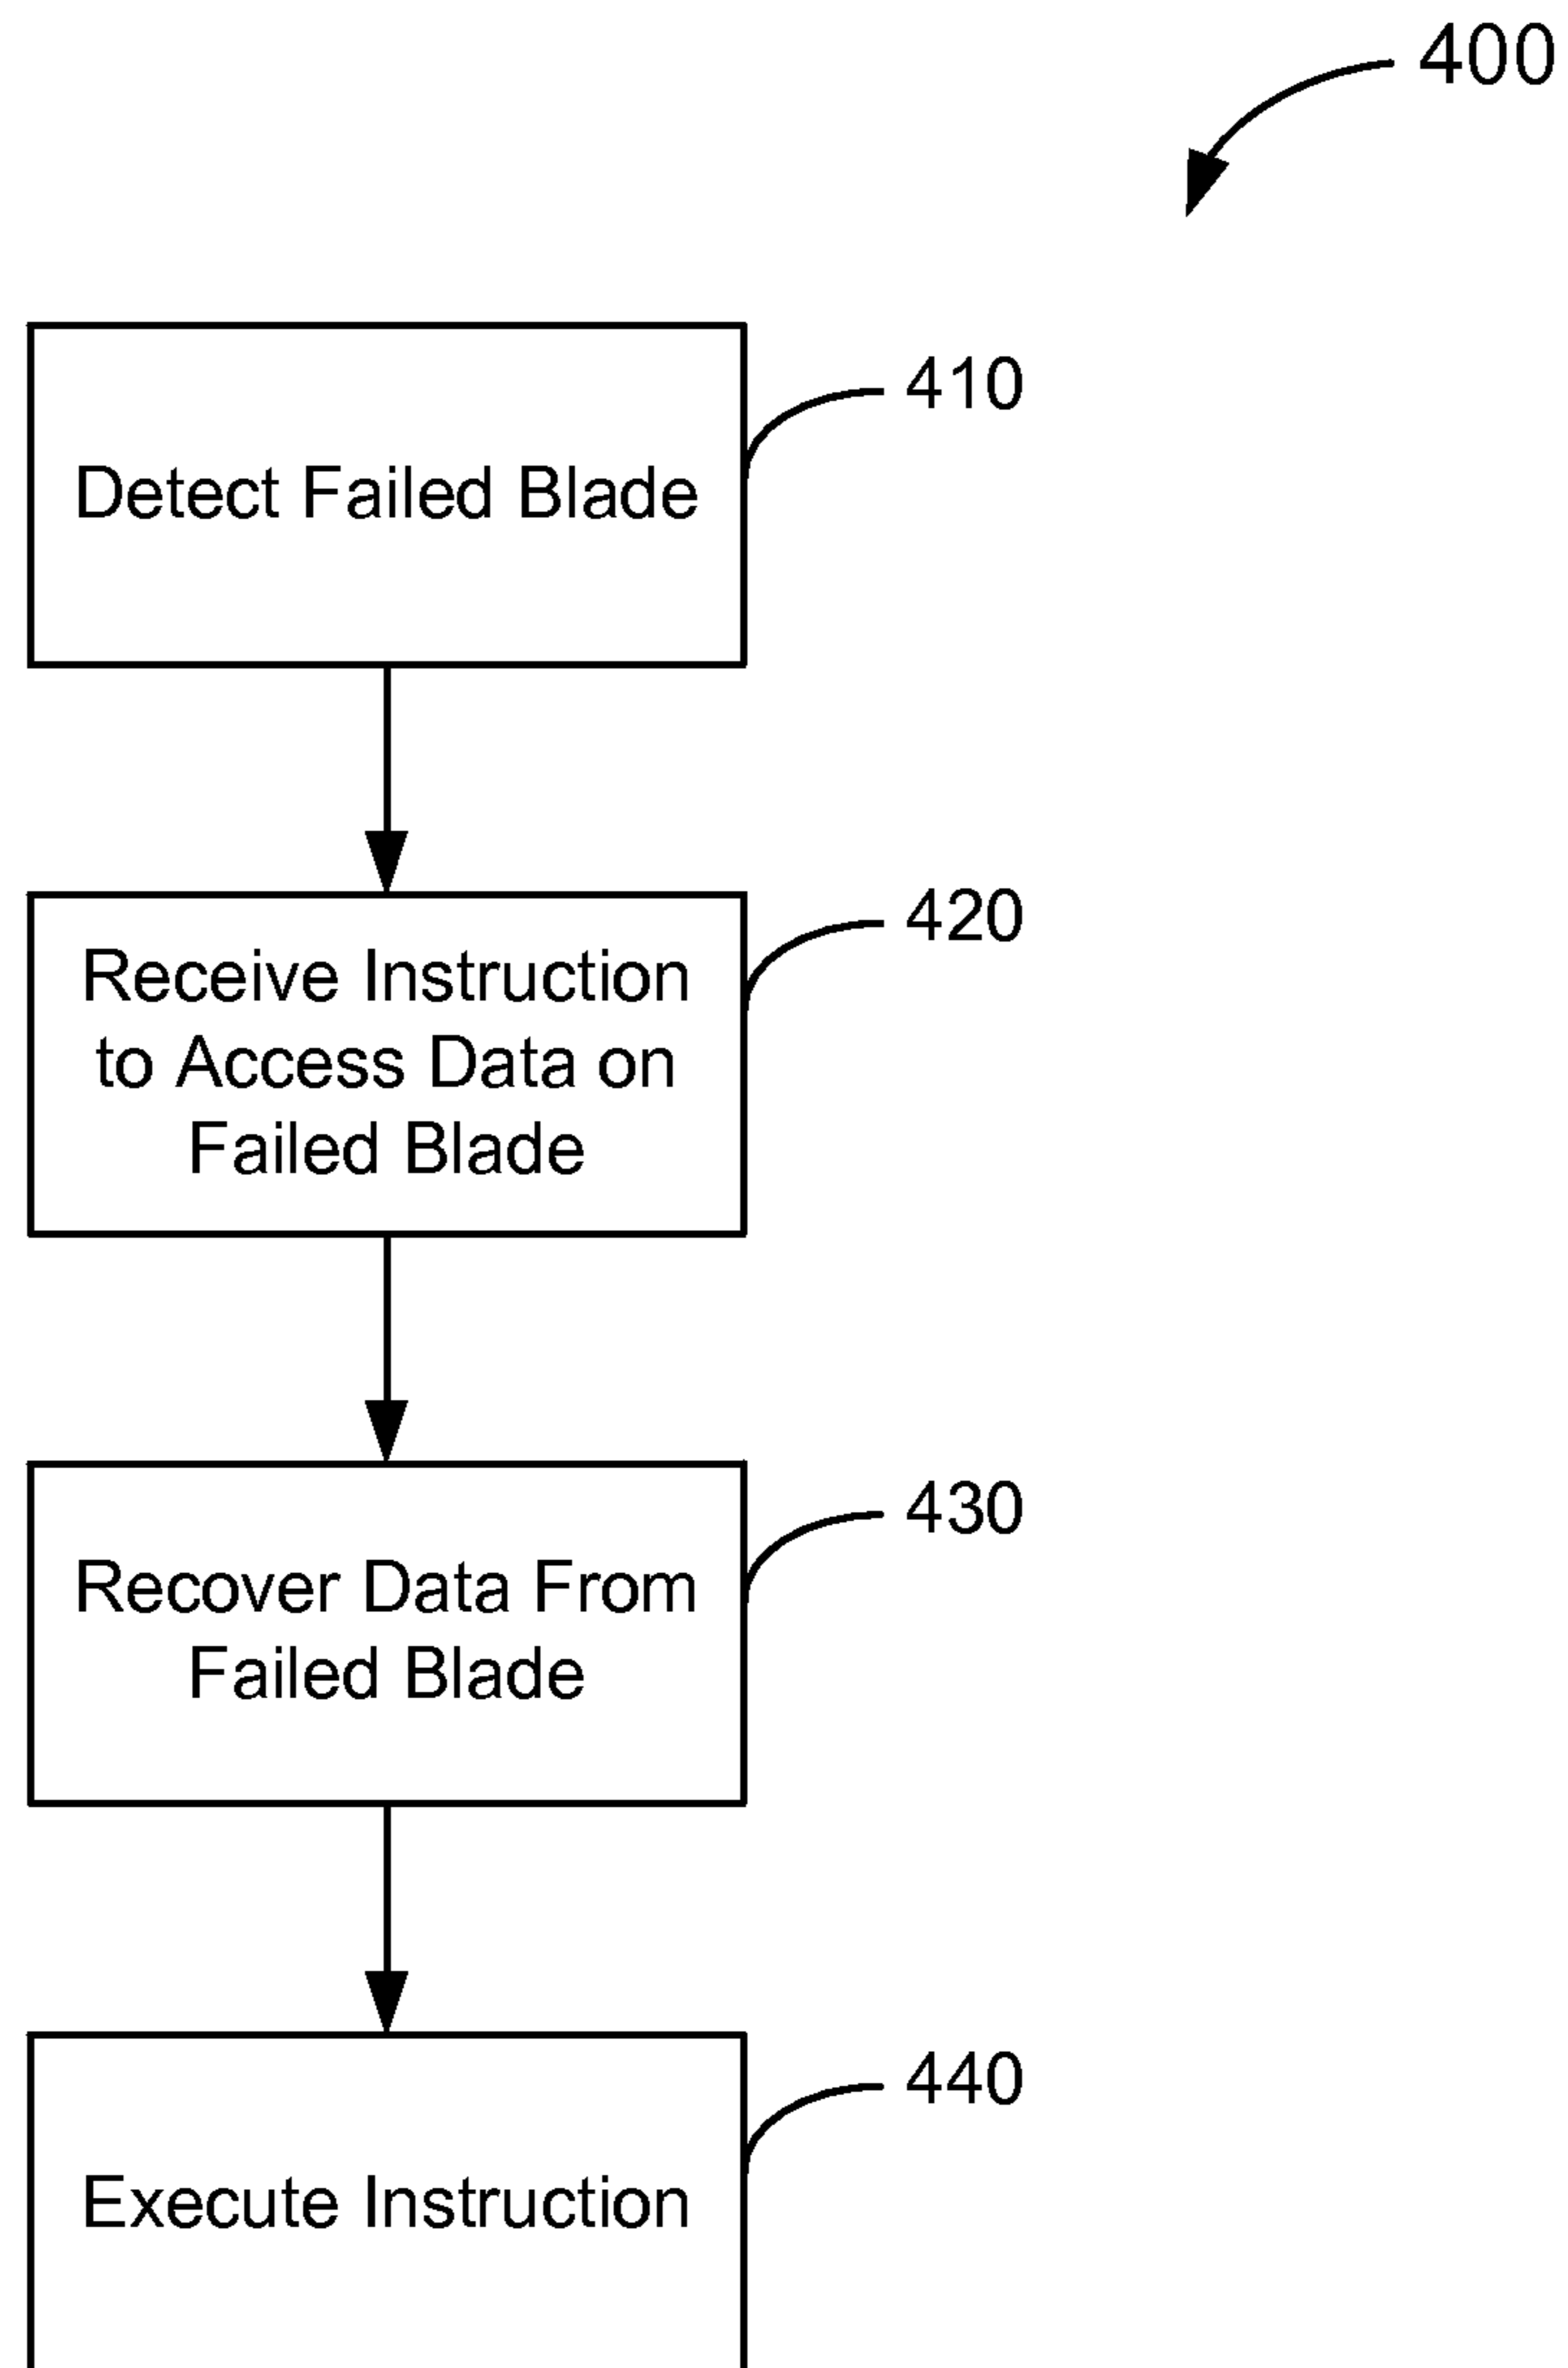 400
410
Detect Failed Blade
420
Receive Instruction
to Access Data on
Failed Blade
430
Recover Data From
Failed Blade
440
Execute Instruction